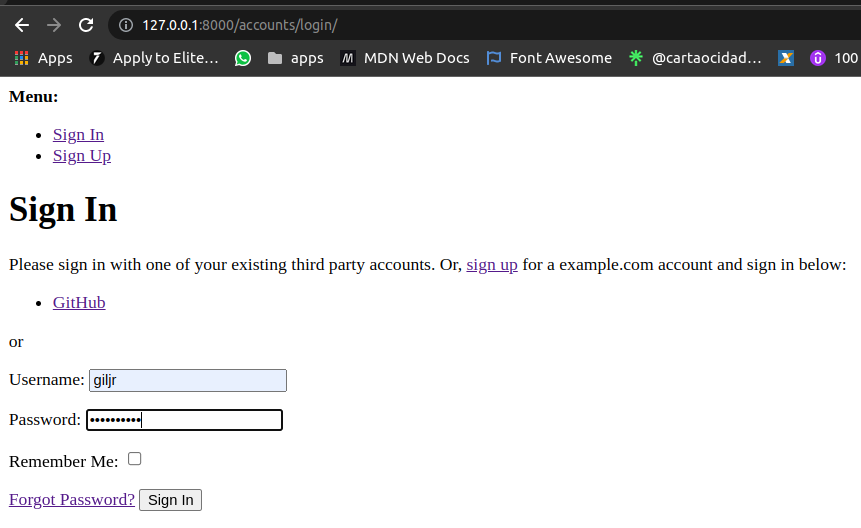 127.0.0.1:8000/accounts/login/
Apps Apply to Elite… apps MDN Web Docs Font Awesome @cartaocidad… 100
Menu:
Sign In
Sign Up
Sign In
Please sign in with one of your existing third party accounts. Or, sign up for a example.com account and sign in below:
GitHub
or
Username: giljr
Password: ••••••••••
Remember Me:
Forgot Password? Sign In